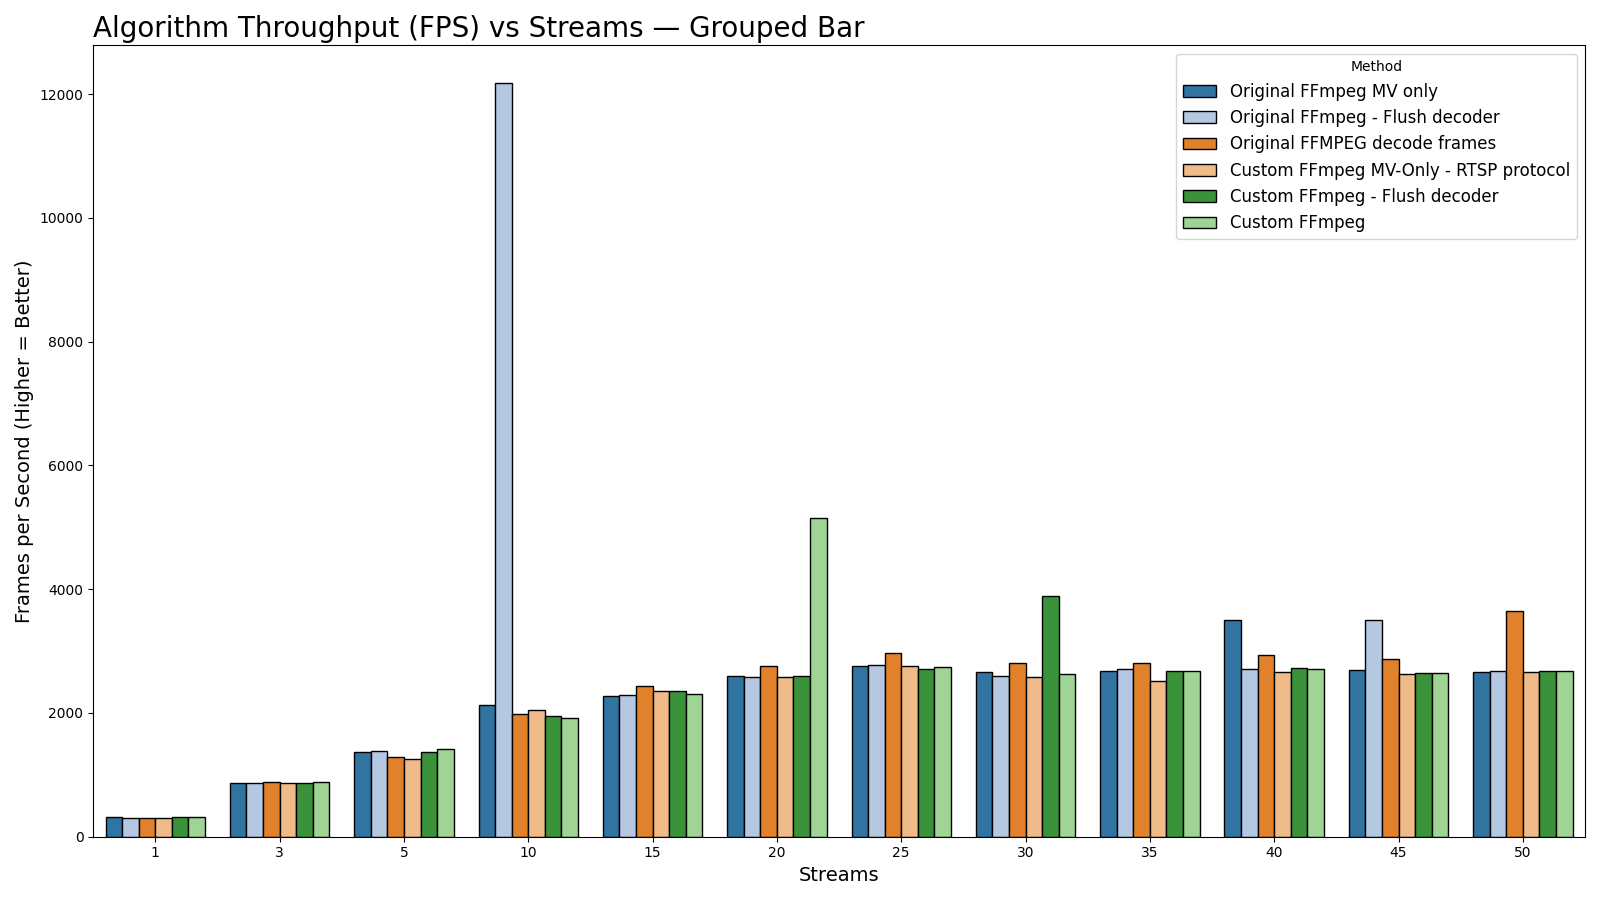 Algorithm Throughput (FPS) vs Streams — Grouped Bar
Method
Original FFmpeg MV only
Original FFmpeg - Flush decoder
Original FFMPEG decode frames
Custom FFmpeg MV-Only - RTSP protocol
Custom FFmpeg - Flush decoder
Custom FFmpeg
Frames per Second (Higher = Better)
12000
10000
8000
6000
4000
2000
0
1 3 5 10 15 20 25 30 35 40 45 50
Streams